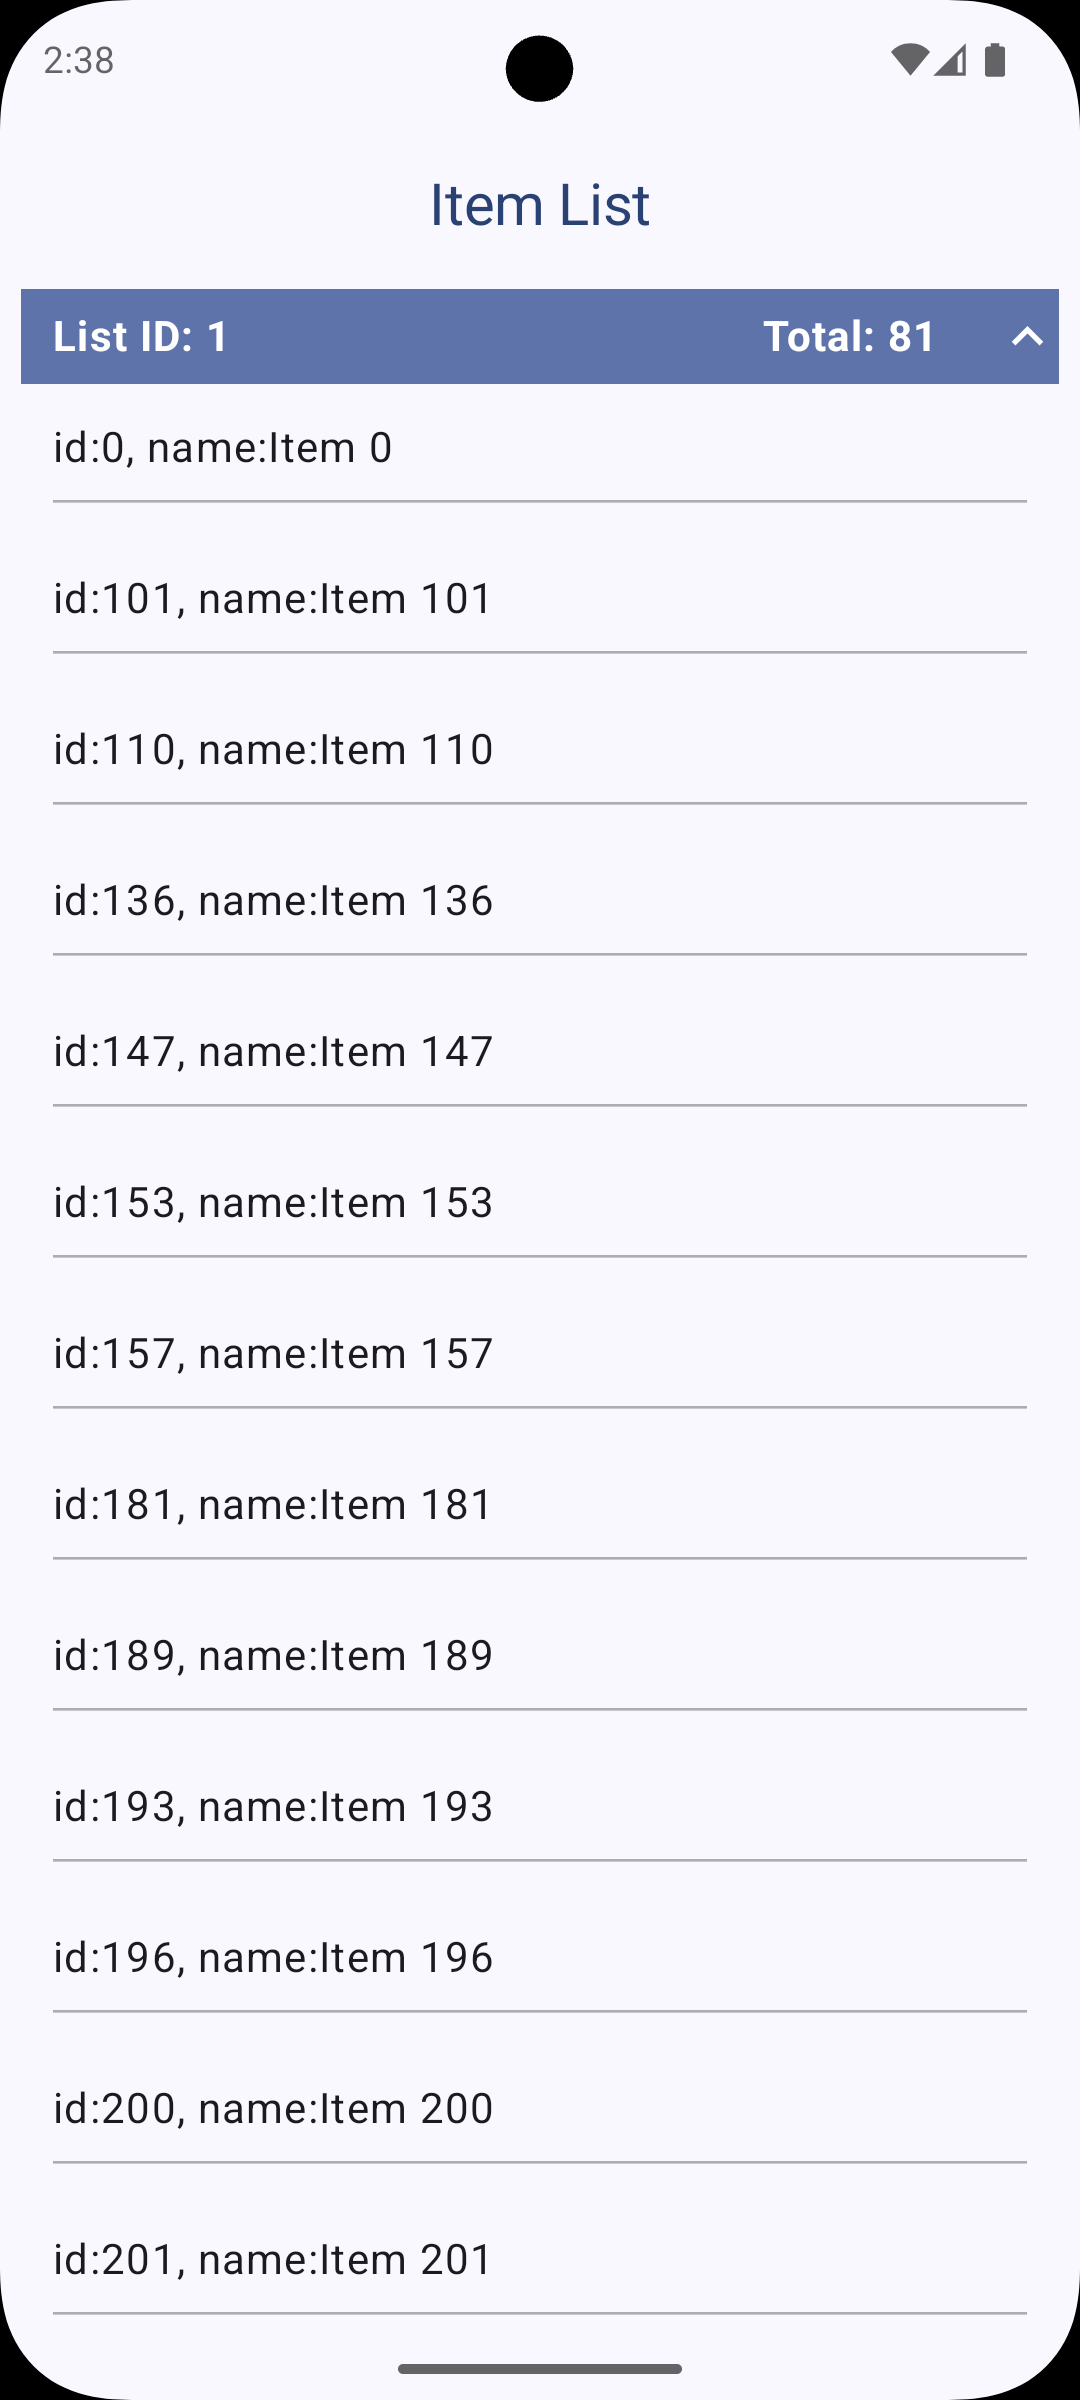 2:38
Item List
List ID: 1 Total: 81
id:0, name:Item 0
id:101, name:Item 101
id:110, name:Item 110
id:136, name:Item 136
id:147, name:Item 147
id:153, name:Item 153
id:157, name:Item 157
id:181, name:Item 181
id:189, name:Item 189
id:193, name:Item 193
id:196, name:Item 196
id:200, name:Item 200
id:201, name:Item 201